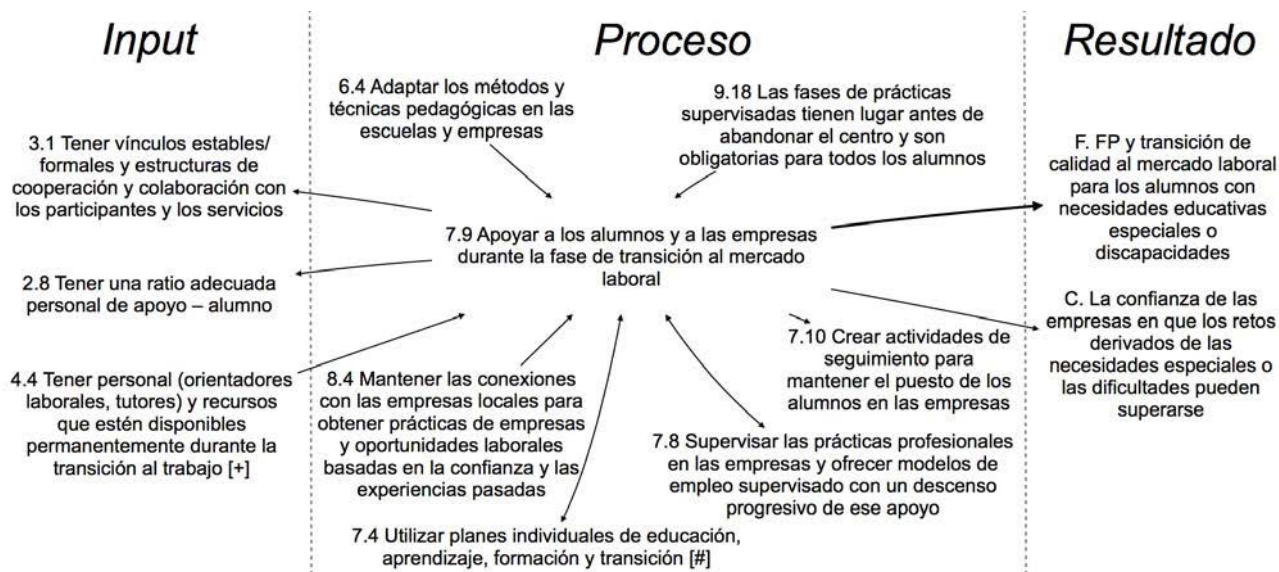 Input
Proceso
Resultado
3.1 Tener vínculos estables/
formales y estructuras de
cooperación y colaboración con
los participantes y los servicios
2.8 Tener una ratio adecuada
personal de apoyo – alumno
4.4 Tener personal (orientadores
laborales, tutores) y recursos
que estén disponibles
permanentemente durante la
transición al trabajo [+]
6.4 Adaptar los métodos y
técnicas pedagógicas en las
escuelas y empresas
9.18 Las fases de prácticas
supervisadas tienen lugar antes de
abandonar el centro y son
obligatorias para todos los alumnos
7.9 Apoyar a los alumnos y a las empresas
durante la fase de transición al mercado
laboral
8.4 Mantener las conexiones
con las empresas locales para
obtener prácticas de empresas
y oportunidades laborales
basadas en la confianza y las
experiencias pasadas
7.10 Crear actividades de
seguimiento para
mantener el puesto de los
alumnos en las empresas
7.8 Supervisar las prácticas profesionales
en las empresas y ofrecer modelos de
empleo supervisado con un descenso
progresivo de ese apoyo
7.4 Utilizar planes individuales de educación,
aprendizaje, formación y transición [#]
F. FP y transición de
calidad al mercado laboral
para los alumnos con
necesidades educativas
especiales o
discapacidades
C. La confianza de las
empresas en que los retos
derivados de las
necesidades especiales o
las dificultades pueden
superarse